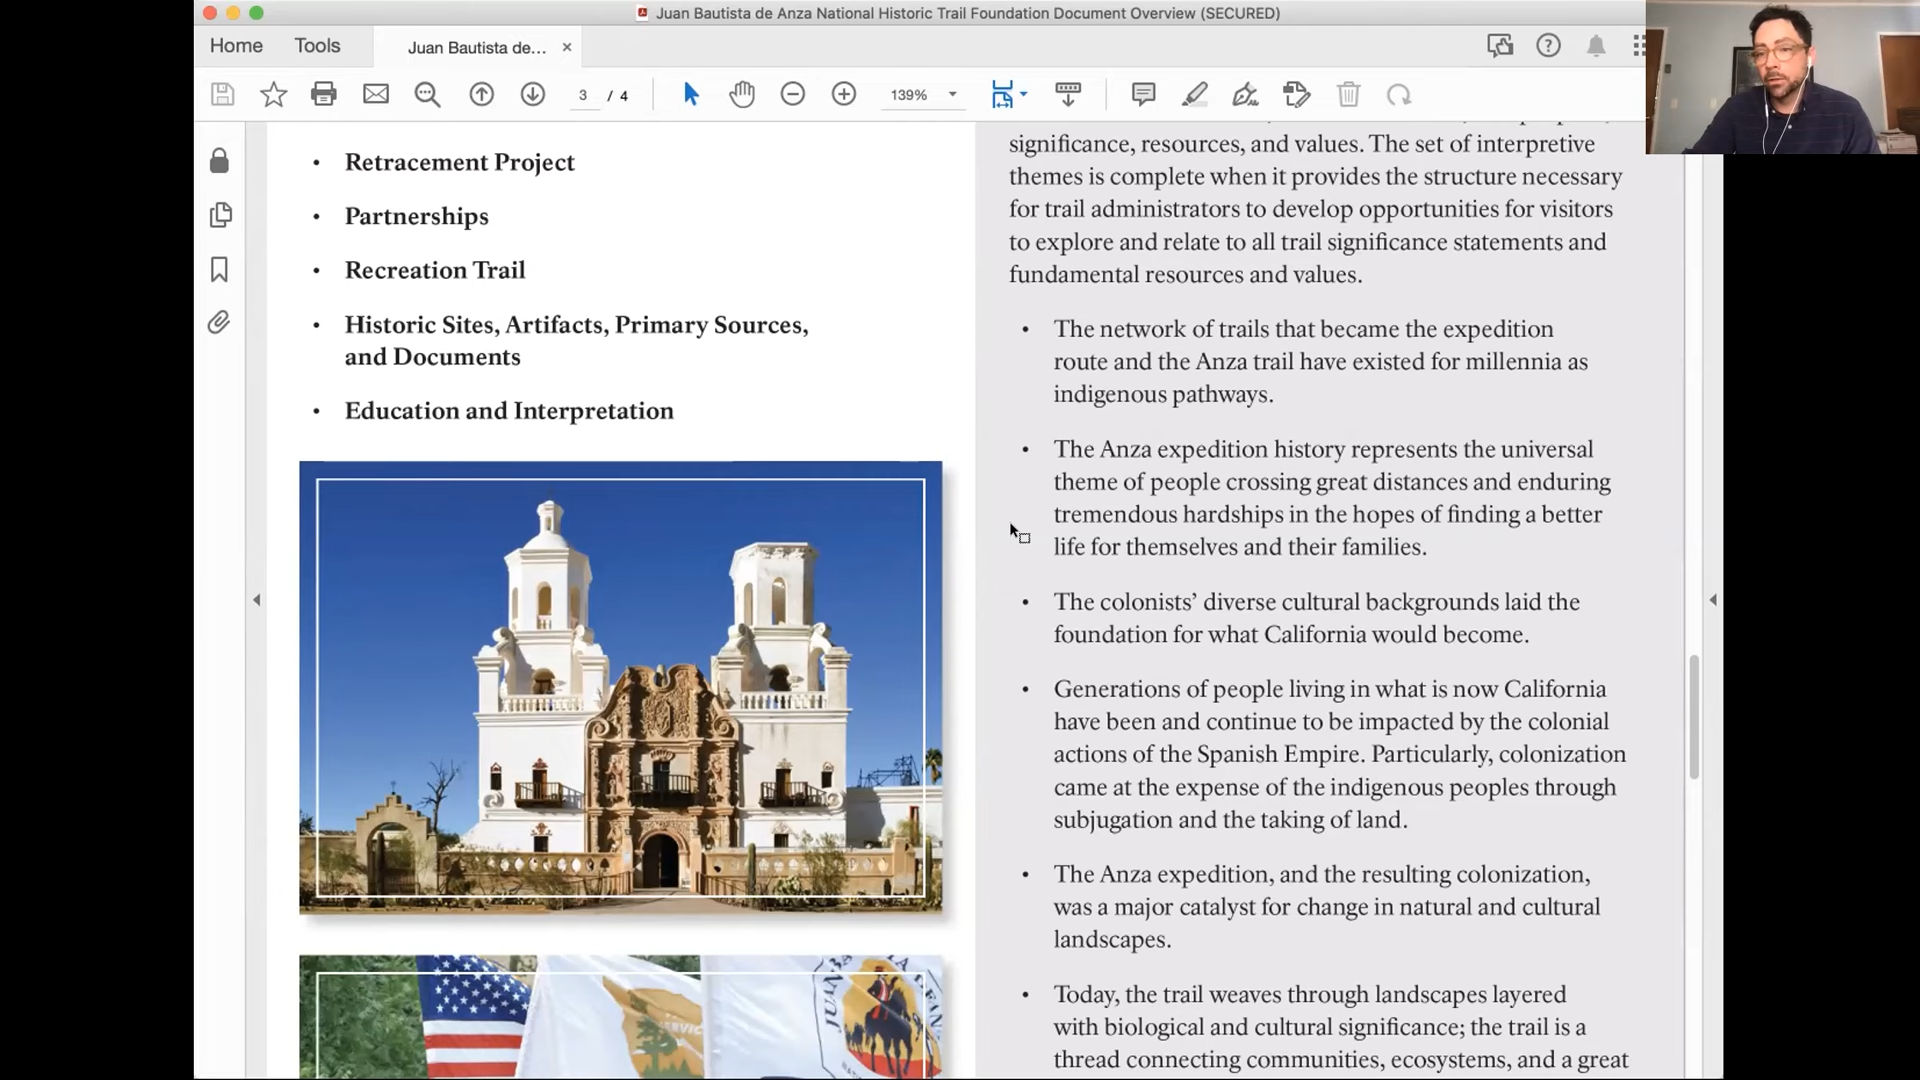 Juan Bautista de Anza National Historic Trail Foundation Document Overview (SECURED)
Home
Tools
Juan Bautista de...
3 / 4
139%
• Retracement Project
• Partnerships
• Recreation Trail
• Historic Sites, Artifacts, Primary Sources,
and Documents
• Education and Interpretation
significance, resources, and values. The set of interpretive
themes is complete when it provides the structure necessary
for trail administrators to develop opportunities for visitors
to explore and relate to all trail significance statements and
fundamental resources and values.
• The network of trails that became the expedition
route and the Anza trail have existed for millennia as
indigenous pathways.
• The Anza expedition history represents the universal
theme of people crossing great distances and enduring
tremendous hardships in the hopes of finding a better
life for themselves and their families.
• The colonists’ diverse cultural backgrounds laid the
foundation for what California would become.
• Generations of people living in what is now California
have been and continue to be impacted by the colonial
actions of the Spanish Empire. Particularly, colonization
came at the expense of the indigenous peoples through
subjugation and the taking of land.
• The Anza expedition, and the resulting colonization,
was a major catalyst for change in natural and cultural
landscapes.
• Today, the trail weaves through landscapes layered
with biological and cultural significance; the trail is a
thread connecting communities, ecosystems, and a great